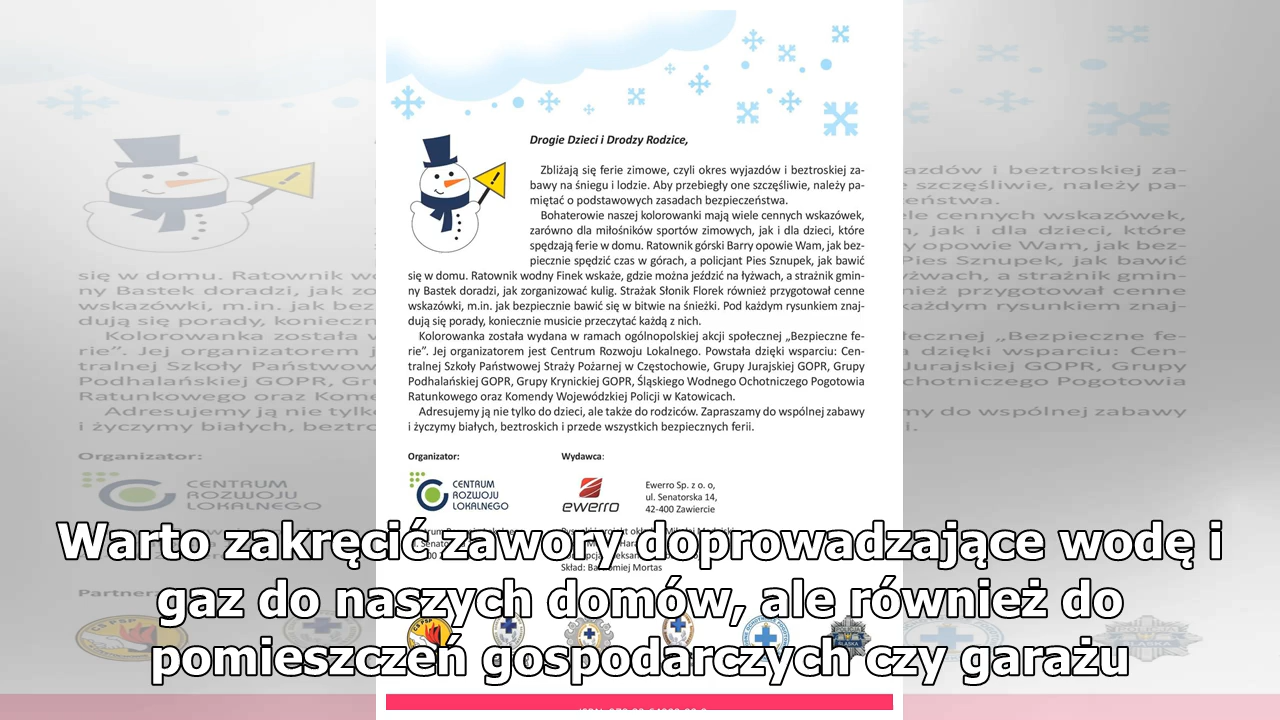 Drogie Dzieci i Drodzy Rodzice,
Zbliżają się ferie zimowe, czyli okres wyjazdów i beztroskiej za-
bawy na śniegu i lodzie. Aby przebiegły one szczęśliwie, należy pa-
miętać o podstawowych zasadach bezpieczeństwa.
Bohaterowie naszej kolorowanki mają wiele cennych wskazówek,
zarówno dla miłośników sportów zimowych, jak i dla dzieci, które
spędzają ferie w domu. Ratownik górski Barry opowie Wam, jak bez-
piecznie spędzić czas w górach, a policjant Pies Sznupek, jak bawić
się w domu. Ratownik wodny Finek wskaże, gdzie można jeździć na łyżwach, a strażnik gmin-
ny Bastek doradzi, jak zorganizować kulig. Strażak Słonik Florek również przygotował cenne
wskazówki, m.in. jak bezpiecznie bawić się w bitwie na śnieżki. Pod każdym rysunkiem znaj-
dują się porady, koniecznie musicie przeczytać każdą z nich.
Kolorowanka została wydana w ramach ogólnopolskiej akcji społecznej „Bezpieczne fe-
rie”. Jej organizatorem jest Centrum Rozwoju Lokalnego. Powstała dzięki wsparciu: Cen-
tralnej Szkoły Państwowej Straży Pożarnej w Częstochowie, Grupy Jurajskiej GOPR, Grupy
Podhalańskiej GOPR, Grupy Krynickiej GOPR, Śląskiego Wodnego Ochotniczego Pogotowia
Ratunkowego oraz Komendy Wojewódzkiej Policji w Katowicach.
Adresujemy ją nie tylko do dzieci, ale także do rodziców. Zapraszamy do wspólnej zabawy
i życzymy białych, beztroskich i przede wszystkich bezpiecznych ferii.
Organizator:
CENTRUM
ROZWOJU
LOKALNEGO
Wydawca:
ewerro
Ewerro Sp. z o. o,
ul. Senatorska 14,
42-400 Zawiercie
Skład: Bartłomiej Mortas
Warto zakręcić zawory doprowadzające wodę i
gaz do naszych domów, ale również do
pomieszczeń gospodarczych czy garażu